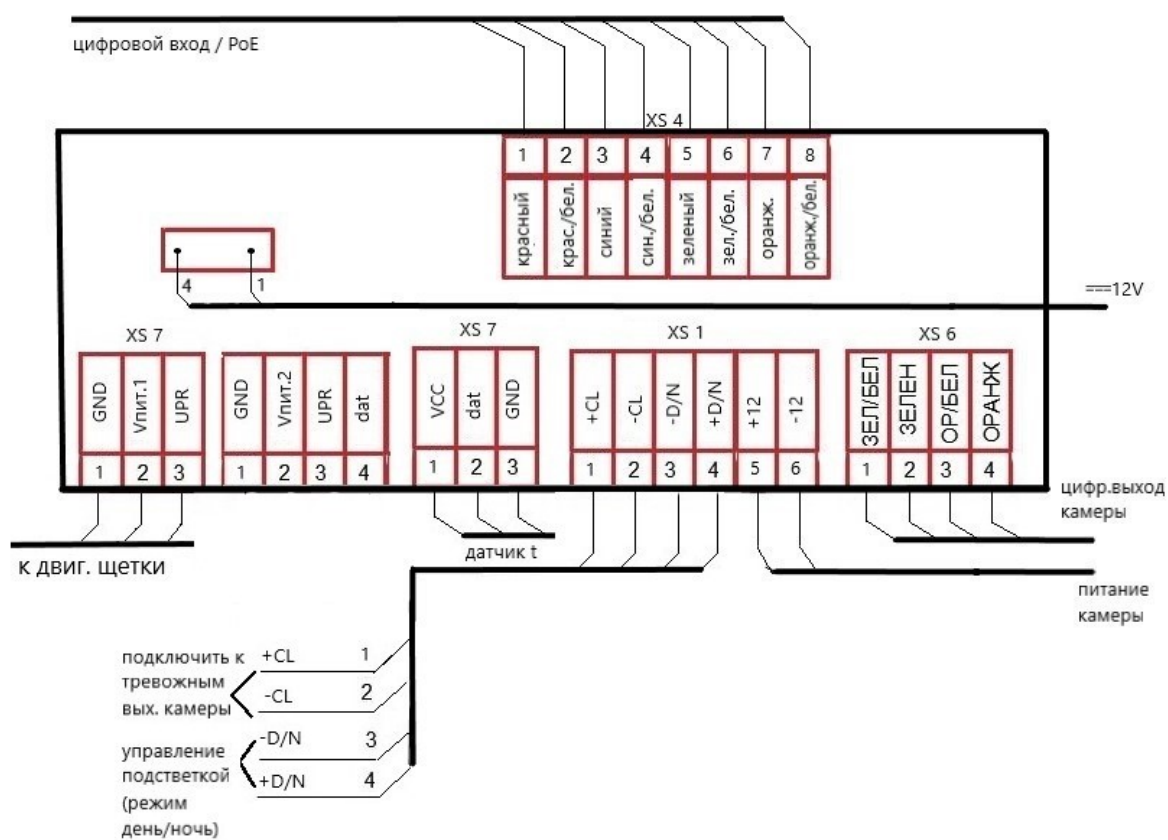 цифровой вход / PoE
XS 4
1 2 3 4 5 6 7 8
красный
крас./бел.
синий
син./бел.
зеленый
зел./бел.
оранж.
оранж./бел.
4 1
===12V
XS 7
GND
Vпит.1
UPR
1 2 3
GND
Vпит.2
UPR
dat
1 2 3 4
XS 7
VCC
dat
GND
1 2 3
XS 1
+CL
-CL
-D/N
+D/N
+12
-12
1 2 3 4 5 6
XS 6
ЗЕЛ/БЕЛ
ЗЕЛЕН
ОР/БЕЛ
ОРАНЖ
1 2 3 4
цифр.выход
камеры
к двиг. щетки
датчик t
питание
камеры
подключить к
тревожным
вых. камеры
+CL 1
-CL 2
управление
подстветкой
(режим
день/ночь)
-D/N 3
+D/N 4